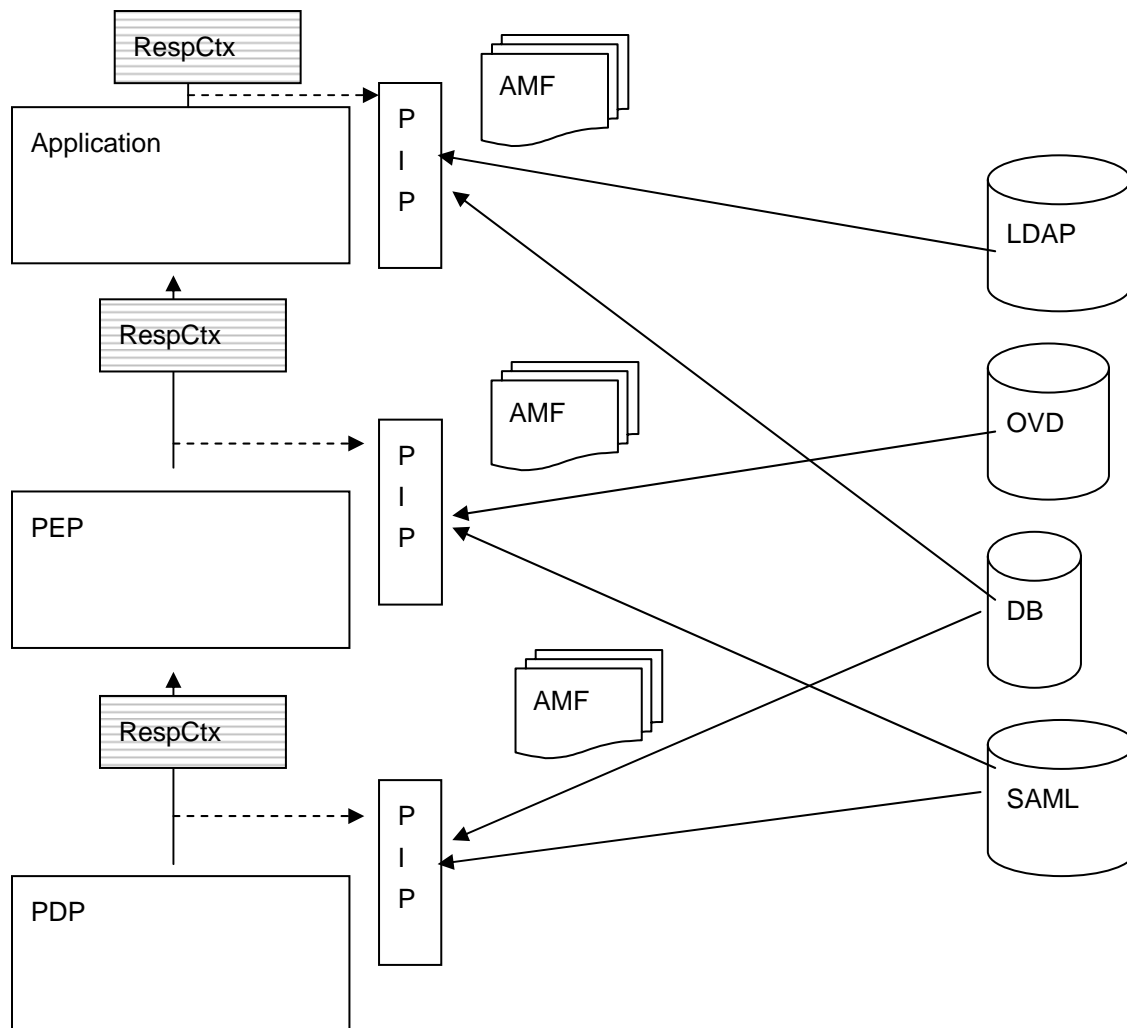 RespCtx
AMF
P
I
P
Application
LDAP
RespCtx
AMF
OVD
P
I
P
PEP
DB
AMF
RespCtx
SAML
P
I
P
PDP